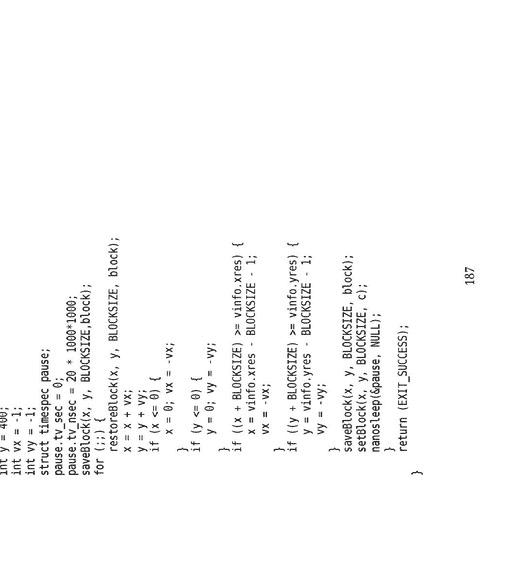 int y = 400;
int vx = -1;
int vy = -1;
struct timespec pause;
pause.tv_sec = 0;
pause.tv_nsec = 20 * 1000*1000;
saveBlock(x, y, BLOCKSIZE,block);
for (;;) {
restoreBlock(x, y, BLOCKSIZE, block);
x = x + vx;
y = y + vy;
if (x <= 0) {
x = 0; vx = -vx;
}
if (y <= 0) {
y = 0; vy = -vy;
}
if ((x + BLOCKSIZE) >= vinfo.xres) {
x = vinfo.xres - BLOCKSIZE - 1;
vx = -vx;
}
if ((y + BLOCKSIZE) >= vinfo.yres) {
y = vinfo.yres - BLOCKSIZE - 1;
vy = -vy;
}
saveBlock(x, y, BLOCKSIZE, block);
setBlock(x, y, BLOCKSIZE, c);
nanosleep(&pause, NULL);
}
return (EXIT_SUCCESS);
}
187